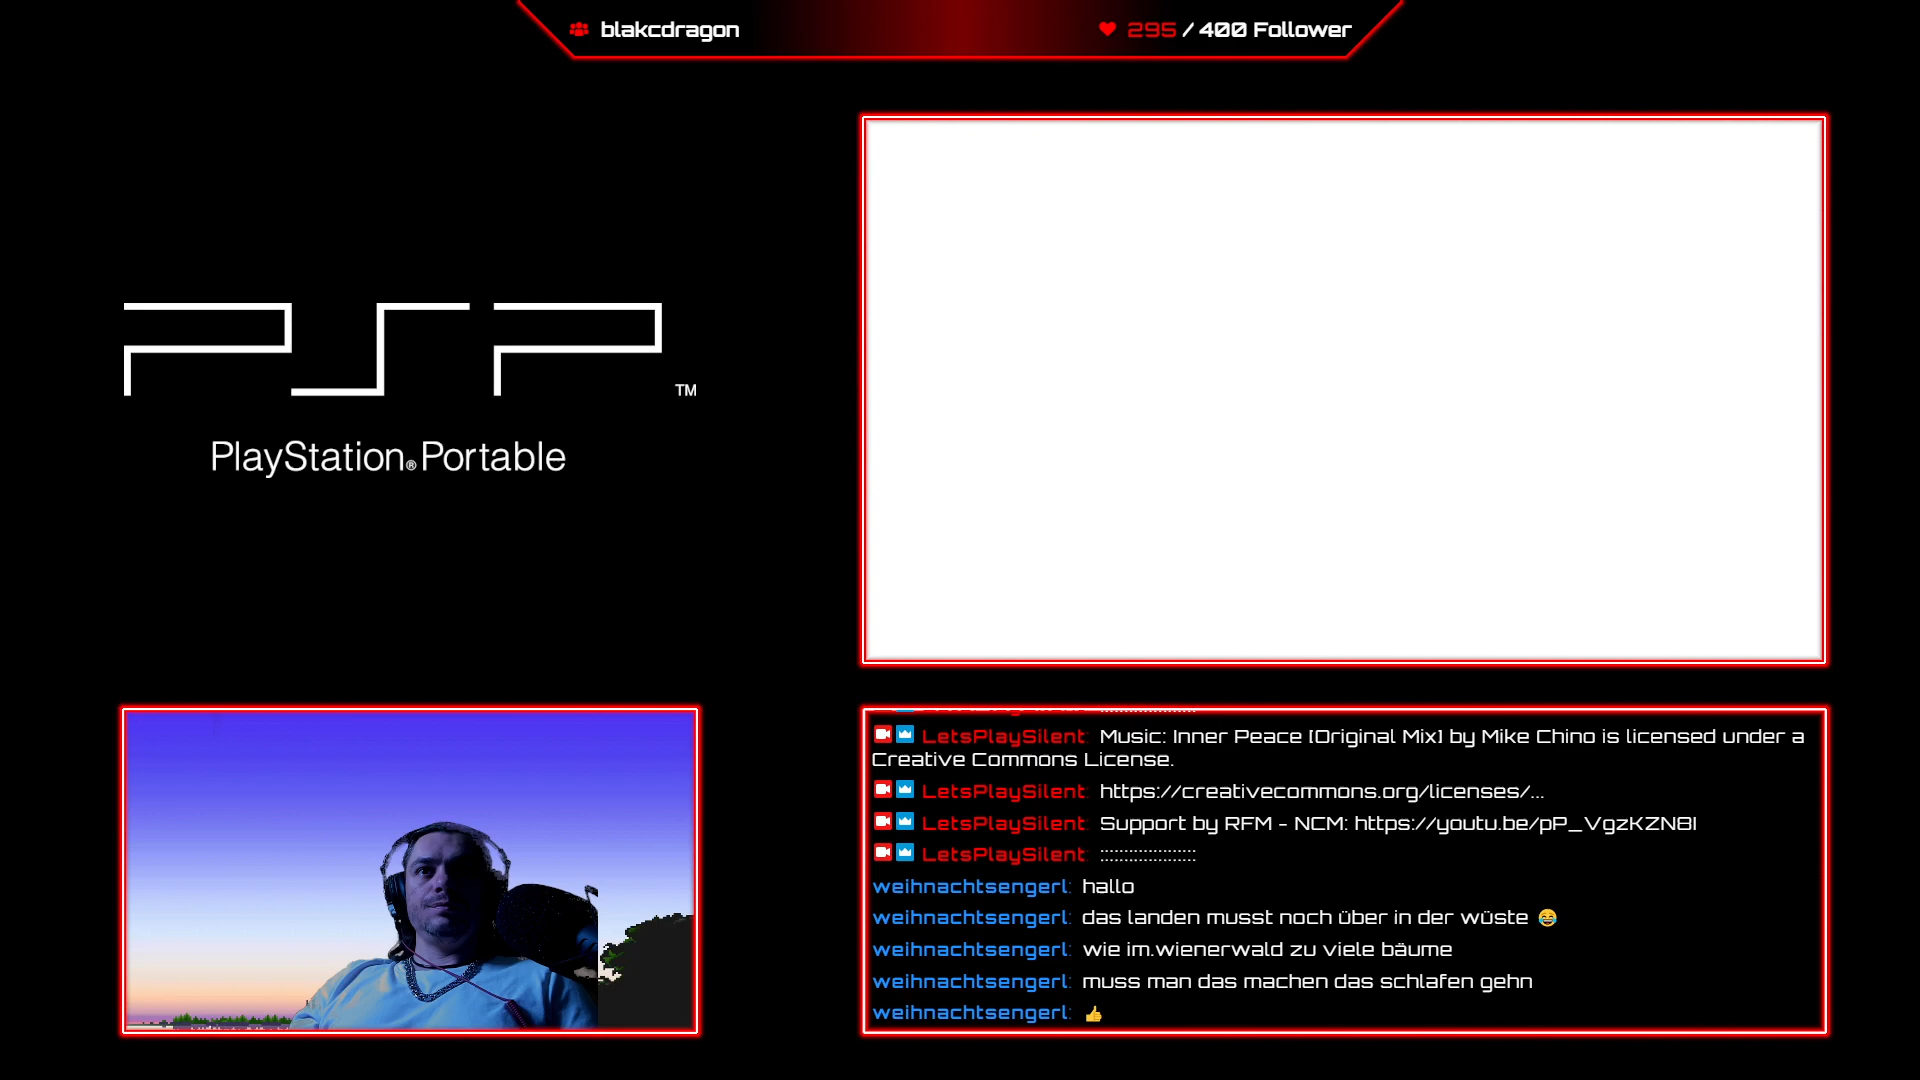 blakcdragon
295 / 400 Follower
PSP
TM
PlayStation® Portable
LetsPlaySilent: Music: Inner Peace [Original Mix] by Mike Chino is licensed under a
Creative Commons License.
LetsPlaySilent: https://creativecommons.org/licenses/...
LetsPlaySilent: Support by RFM - NCM: https://youtu.be/pP_VgzKZN8I
LetsPlaySilent: ::::::::::::::::::::
weihnachtsengerl: hallo
weihnachtsengerl: das landen musst noch über in der wüste 😂
weihnachtsengerl: wie im.wienerwald zu viele bäume
weihnachtsengerl: muss man das machen das schlafen gehn
weihnachtsengerl: 👍